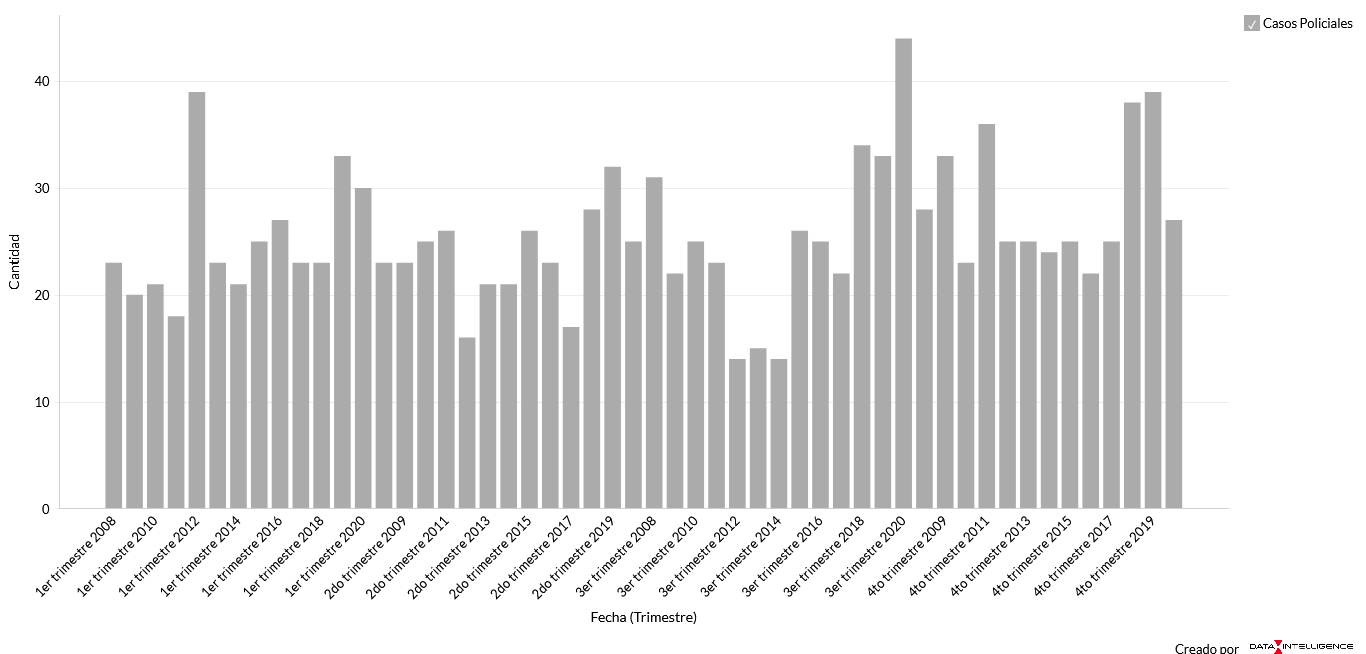 Casos Policiales
Cantidad
40
30
20
10
0
1er trimestre 2008
1er trimestre 2010
1er trimestre 2012
1er trimestre 2014
1er trimestre 2016
1er trimestre 2018
1er trimestre 2020
2do trimestre 2009
2do trimestre 2011
2do trimestre 2013
2do trimestre 2015
2do trimestre 2017
2do trimestre 2019
3er trimestre 2008
3er trimestre 2010
3er trimestre 2012
3er trimestre 2014
3er trimestre 2016
3er trimestre 2018
3er trimestre 2020
4to trimestre 2009
4to trimestre 2011
4to trimestre 2013
4to trimestre 2015
4to trimestre 2017
4to trimestre 2019
Fecha (Trimestre)
Creado por DATA INTELLIGENCE